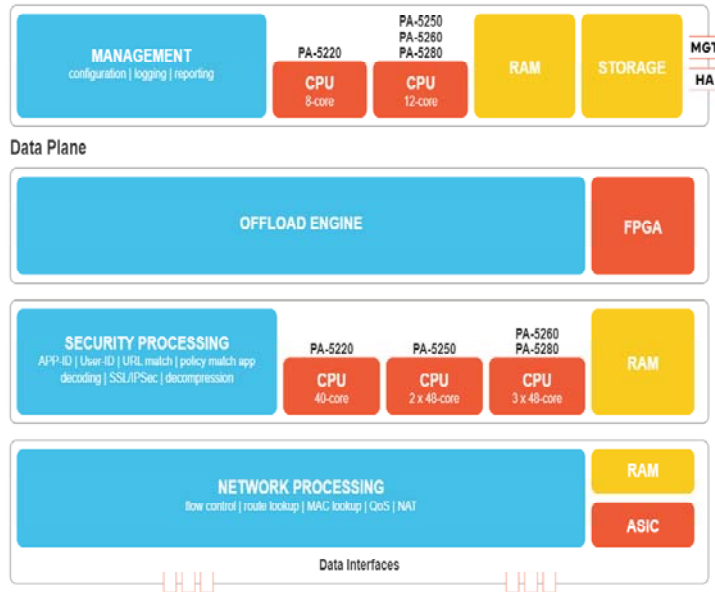 MANAGEMENT
configuration | logging | reporting
PA-5220
CPU
8-core
PA-5250
PA-5260
PA-5280
CPU
12-core
RAM
STORAGE
MGT
HA
Data Plane
OFFLOAD ENGINE
FPGA
SECURITY PROCESSING
APP-ID | User-ID | URL match | policy match app
decoding | SSL/IPSec | decompression
PA-5220
CPU
40-core
PA-5250
CPU
2 x 48-core
PA-5260
PA-5280
CPU
3 x 48-core
RAM
NETWORK PROCESSING
flow control | route lookup | MAC lookup | QoS | NAT
RAM
ASIC
Data Interfaces